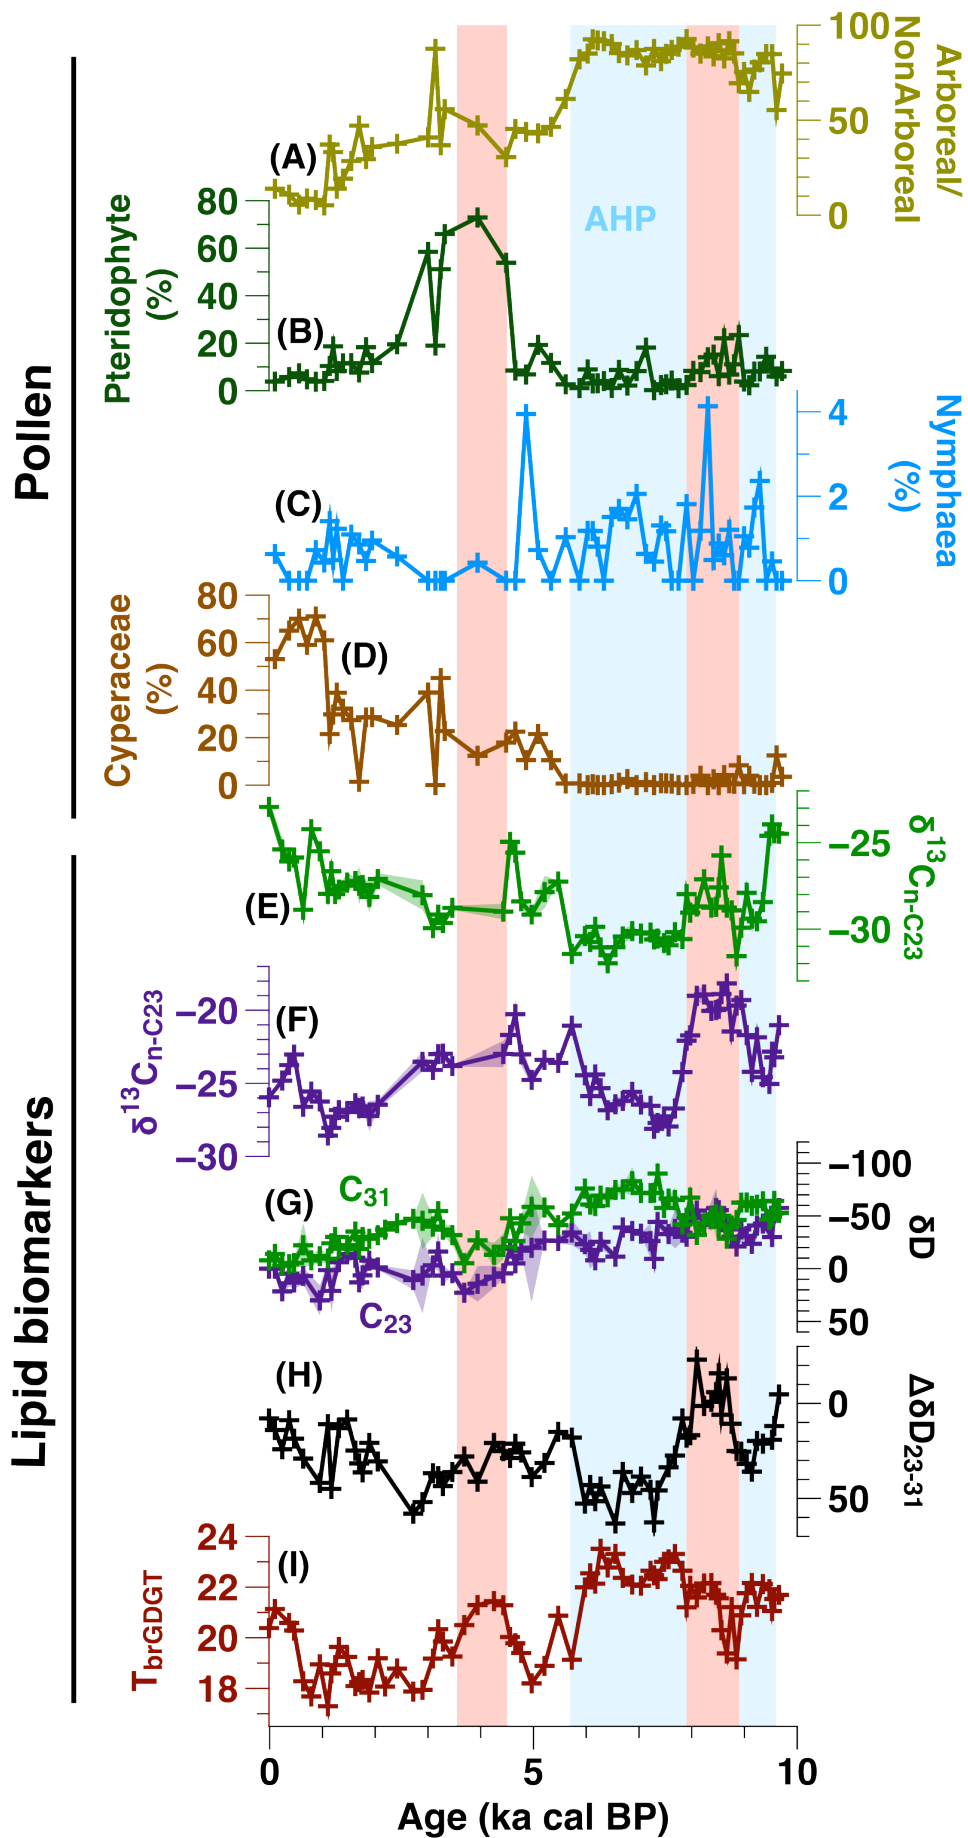 100
50
0
Arboreal/
NonArboreal
(A)
Pollen
80
60
40
20
0
Pteridophyte
(%)
AHP
(B)
4
2
0
Nymphaea
(%)
(C)
80
60
40
20
0
Cyperaceae
(%)
(D)
Lipid biomarkers
−25
−30
δ¹³Cn-C23
(E)
−20
−25
−30
δ¹³Cn-C23
(F)
−100
−50
0
50
δD
(G)
C31
C23
0
50
ΔδD23-31
(H)
24
22
20
18
TbrGDGT
(I)
0 5 10
Age (ka cal BP)